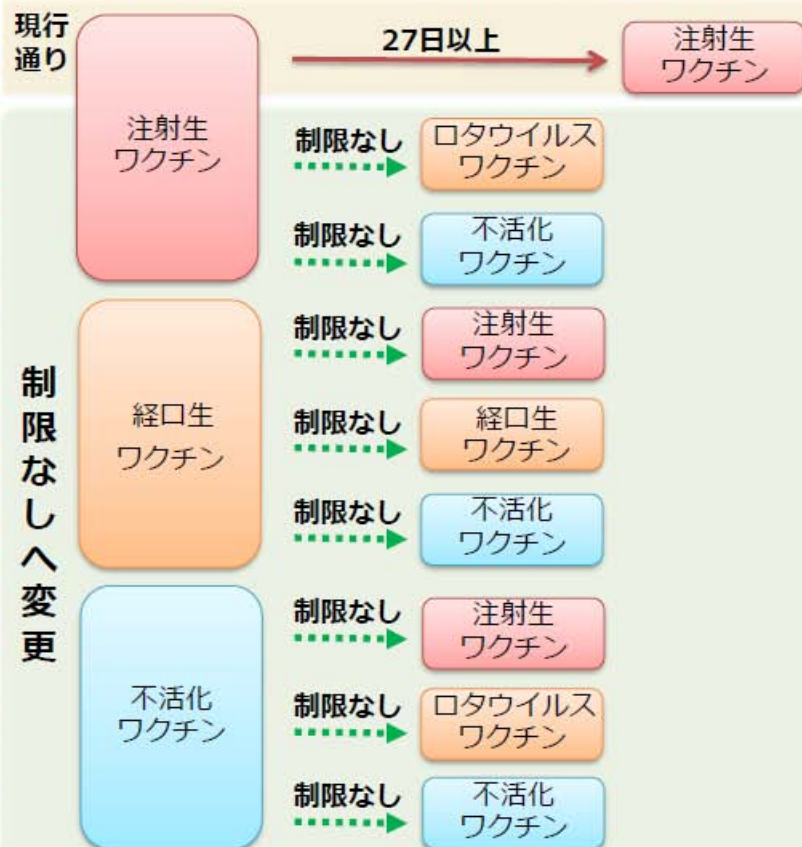 現行
通り
注射生
ワクチン
27日以上
注射生
ワクチン
制限なし
ロタウイルス
ワクチン
制限なし
不活化
ワクチン
制限なしへ変更
経口生
ワクチン
制限なし
注射生
ワクチン
制限なし
経口生
ワクチン
制限なし
不活化
ワクチン
不活化
ワクチン
制限なし
注射生
ワクチン
制限なし
ロタウイルス
ワクチン
制限なし
不活化
ワクチン